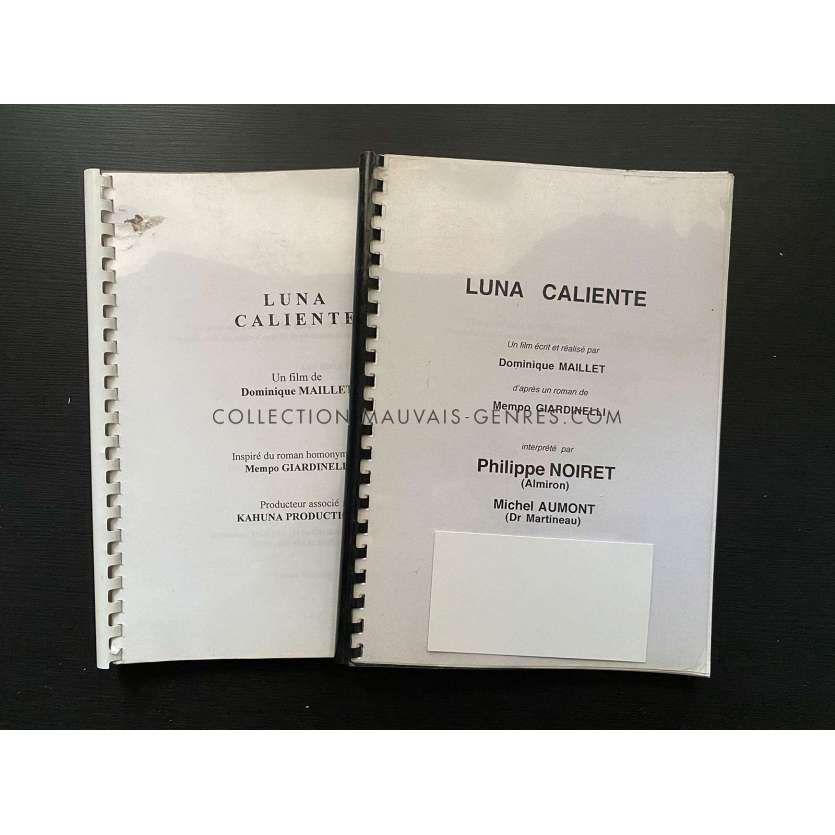 LUNA
CALIENTE
Un film de
Dominique MAILLET
Inspiré du roman homonym
Mempo GIARDINELLI
Producteur associé
KAHUNA PRODUCTIO
LUNA CALIENTE
Un film écrit et réalisé par
Dominique MAILLET
d'après un roman de
Mempo GIARDINELLI
interprété par
Philippe NOIRET
(Almiron)
Michel AUMONT
(Dr Martineau)
COLLECTION-MAUVAIS-GENRES.COM